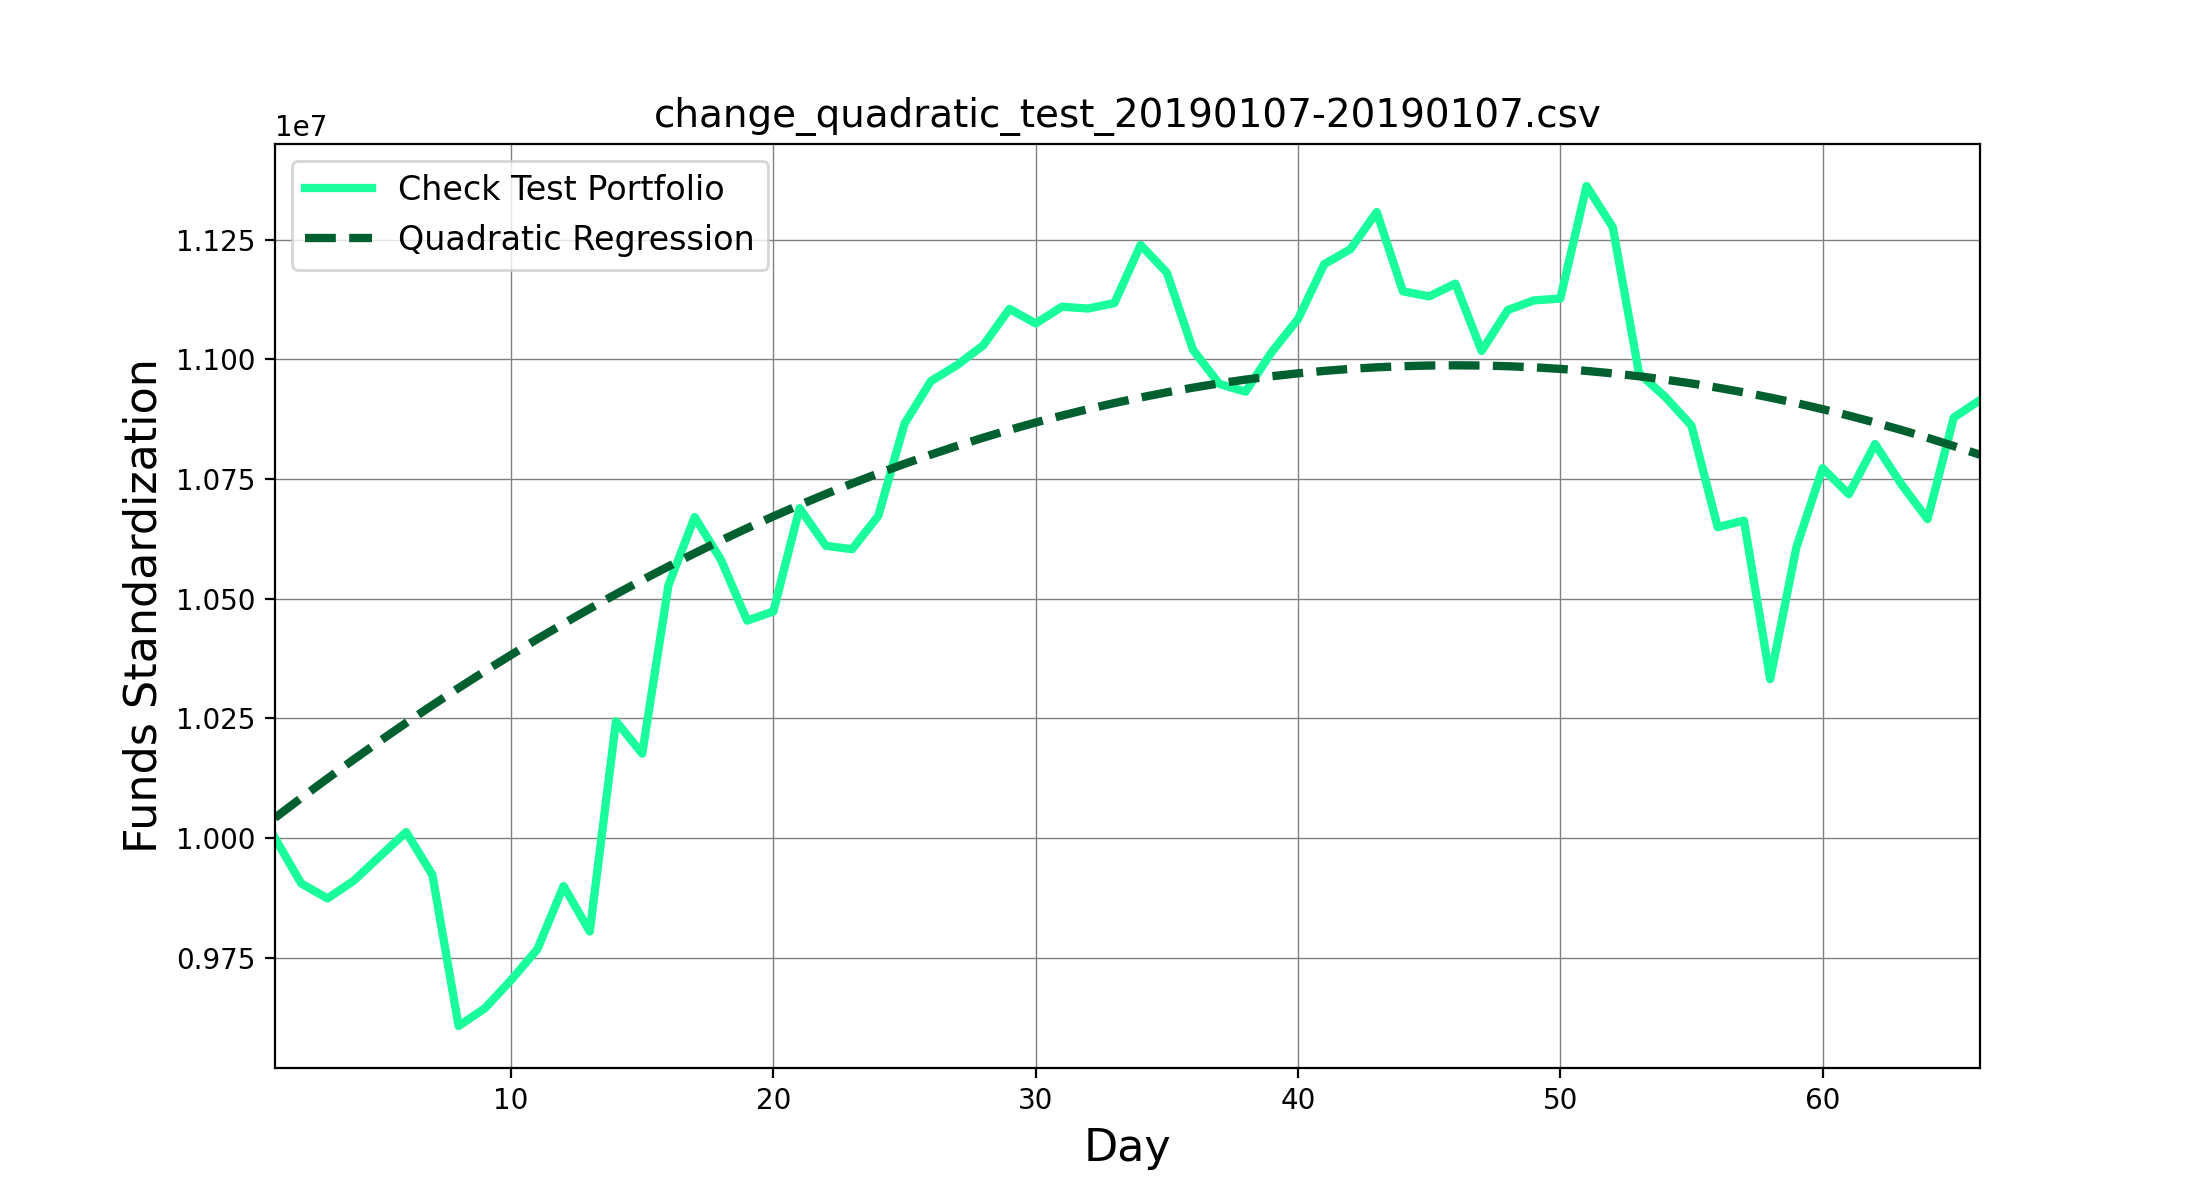 change_quadratic_test_20190107-20190107.csv
1e7
Check Test Portfolio
Quadratic Regression
1.125
1.100
1.075
1.050
1.025
1.000
0.975
Funds Standardization
10 20 30 40 50 60
Day